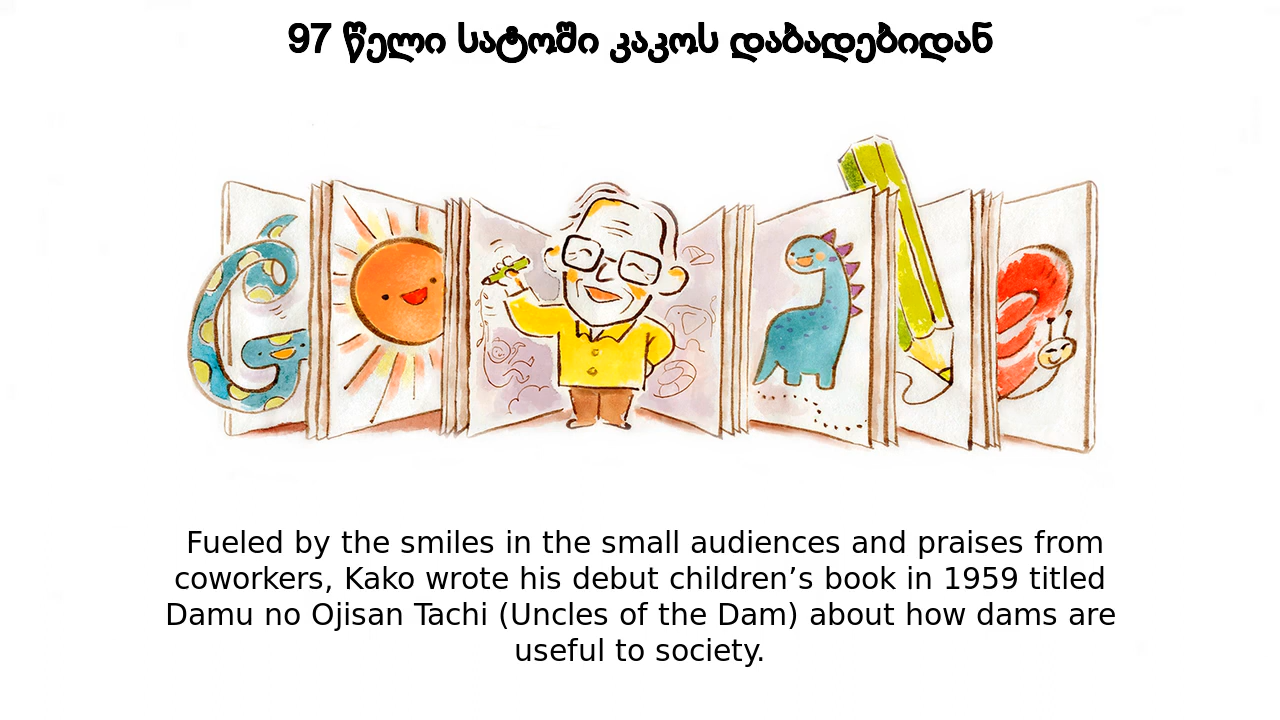 97 წელი სატოში კაკოს დაბადებიდან
Fueled by the smiles in the small audiences and praises from
coworkers, Kako wrote his debut children’s book in 1959 titled
Damu no Ojisan Tachi (Uncles of the Dam) about how dams are
useful to society.